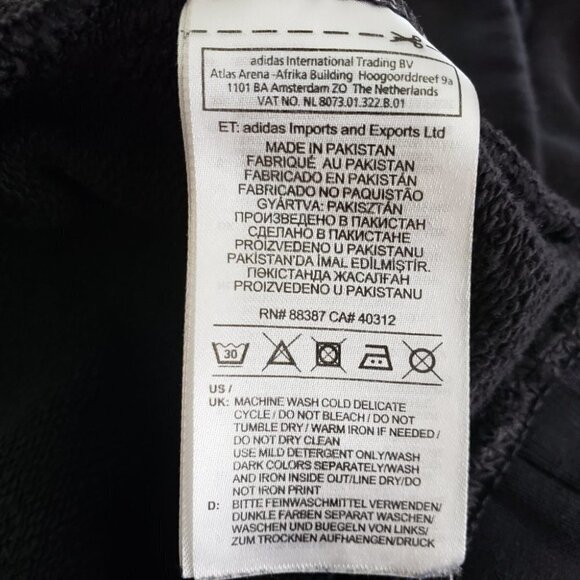 adidas International Trading BV
Atlas Arena -Afrika Building Hoogoorddreef 9a
1101 BA Amsterdam ZO The Netherlands
VAT NO. NL 8073.01.322.B.01
ET: adidas Imports and Exports Ltd
MADE IN PAKISTAN
FABRIQUÉ AU PAKISTAN
FABRICADO EN PAKISTÁN
FABRICADO NO PAQUISTÃO
GYÁRTVA: PAKISZTÁN
ПРОИЗВЕДЕНО В ПАКИСТАН
СДЕЛАНО В ПАКИСТАНЕ
PROIZVEDENO U PAKISTANU
PAKİSTAN'DA İMAL EDİLMİŞTİR.
ПӘКІСТАНДА ЖАСАЛҒАН
PROIZVEDENO U PAKISTANU
RN# 88387 CA# 40312
30
US /
UK: MACHINE WASH COLD DELICATE
CYCLE / DO NOT BLEACH / DO NOT
TUMBLE DRY / WARM IRON IF NEEDED /
DO NOT DRY CLEAN
USE MILD DETERGENT ONLY/WASH
DARK COLORS SEPARATELY/WASH
AND IRON INSIDE OUT/LINE DRY/DO
NOT IRON PRINT
D: BITTE FEINWASCHMITTEL VERWENDEN/
DUNKLE FARBEN SEPARAT WASCHEN/
WASCHEN UND BUEGELN VON LINKS/
ZUM TROCKNEN AUFHAENGEN/DRUCK